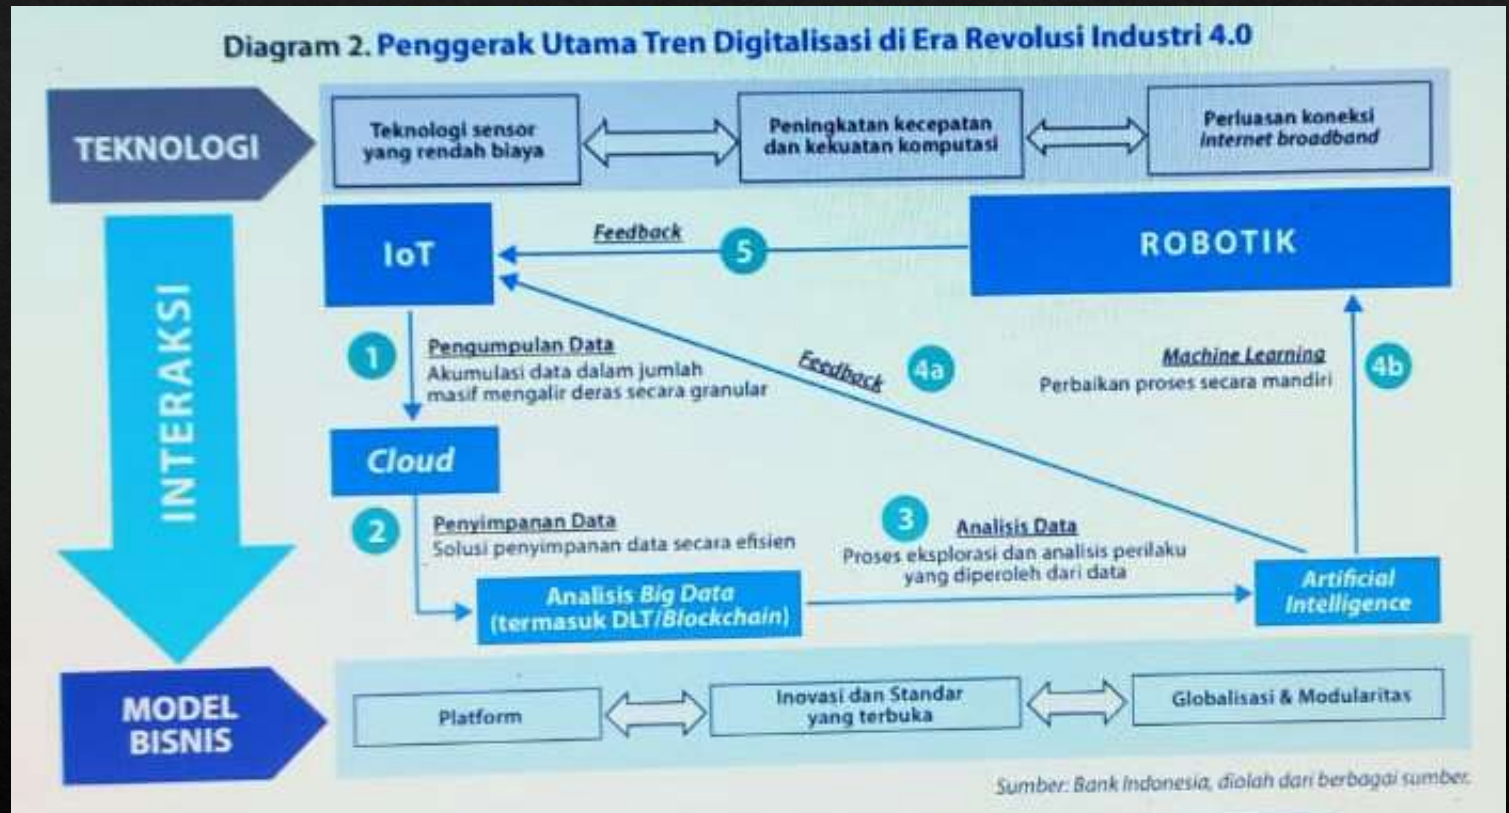 Diagram 2. Penggerak Utama Tren Digitalisasi di Era Revolusi Industri 4.0
TEKNOLOGI
Teknologi sensor
yang rendah biaya
Peningkatan kecepatan
dan kekuatan komputasi
Perluasan koneksi
internet broadband
INTERAKSI
IoT
Feedback
5
ROBOTIK
1
Pengumpulan Data
Akumulasi data dalam jumlah
masif mengalir deras secara granular
Feedback
4a
Machine Learning
Perbaikan proses secara mandiri
4b
Cloud
2
Penyimpanan Data
Solusi penyimpanan data secara efisien
3
Analisis Data
Proses eksplorasi dan analisis perilaku
yang diperoleh dari data
Analisis Big Data
(termasuk DLT/Blockchain)
Artificial
Intelligence
MODEL
BISNIS
Platform
Inovasi dan Standar
yang terbuka
Globalisasi & Modularitas
Sumber: Bank Indonesia, diolah dari berbagai sumber.